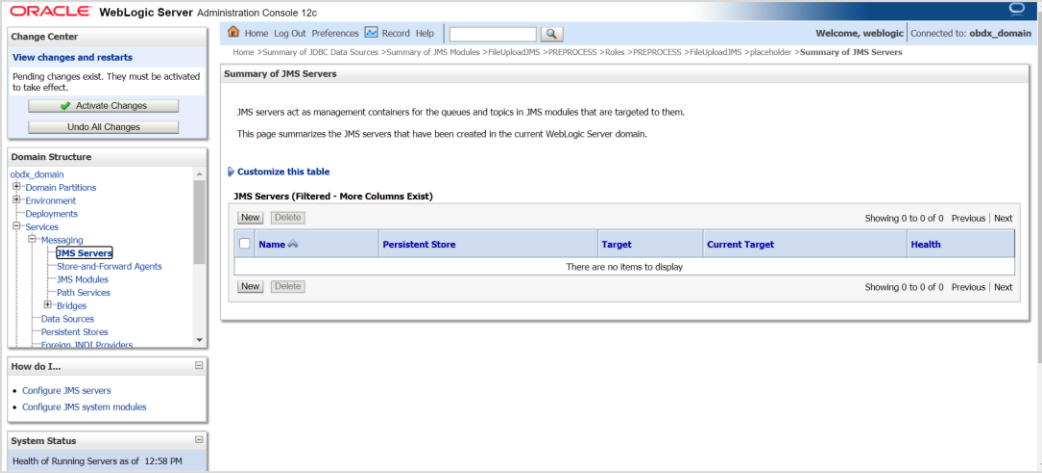 ORACLE WebLogic Server Administration Console 12c
Change Center
View changes and restarts
Pending changes exist. They must be activated
to take effect.
Activate Changes
Undo All Changes
Domain Structure
obdx_domain
Domain Partitions
Environment
Deployments
Services
Messaging
JMS Servers
Store-and-Forward Agents
JMS Modules
Path Services
Bridges
Data Sources
Persistent Stores
Foreign JNDI Providers
How do I...
Configure JMS servers
Configure JMS system modules
System Status
Health of Running Servers as of 12:58 PM
Home Log Out Preferences Record Help
Welcome, weblogic Connected to: obdx_domain
Home >Summary of JDBC Data Sources >Summary of JMS Modules >FileUploadJMS >PREPROCESS >Roles >PREPROCESS >FileUploadJMS >placeholder >Summary of JMS Servers
Summary of JMS Servers
JMS servers act as management containers for the queues and topics in JMS modules that are targeted to them.
This page summarizes the JMS servers that have been created in the current WebLogic Server domain.
Customize this table
JMS Servers (Filtered - More Columns Exist)
New Delete Showing 0 to 0 of 0 Previous | Next
Name Persistent Store Target Current Target Health
There are no items to display
New Delete Showing 0 to 0 of 0 Previous | Next